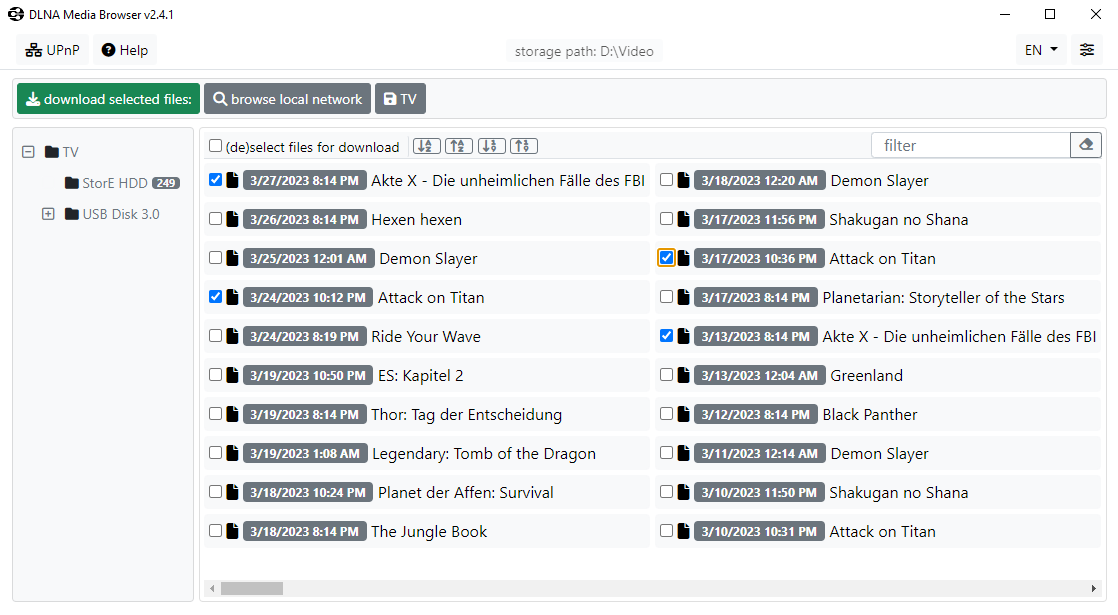 DLNA Media Browser v2.4.1
UPnP Help storage path: D:\Video EN
download selected files: browse local network TV
TV
StorE HDD 249
USB Disk 3.0
(de)select files for download filter
3/27/2023 8:14 PM Akte X - Die unheimlichen Fälle des FBI
3/26/2023 8:14 PM Hexen hexen
3/25/2023 12:01 AM Demon Slayer
3/24/2023 10:12 PM Attack on Titan
3/24/2023 8:19 PM Ride Your Wave
3/19/2023 10:50 PM ES: Kapitel 2
3/19/2023 8:14 PM Thor: Tag der Entscheidung
3/19/2023 1:08 AM Legendary: Tomb of the Dragon
3/18/2023 10:24 PM Planet der Affen: Survival
3/18/2023 8:14 PM The Jungle Book
3/18/2023 12:20 AM Demon Slayer
3/17/2023 11:56 PM Shakugan no Shana
3/17/2023 10:36 PM Attack on Titan
3/17/2023 8:14 PM Planetarian: Storyteller of the Stars
3/13/2023 8:14 PM Akte X - Die unheimlichen Fälle des FBI
3/13/2023 12:04 AM Greenland
3/12/2023 8:14 PM Black Panther
3/11/2023 12:14 AM Demon Slayer
3/10/2023 11:50 PM Shakugan no Shana
3/10/2023 10:31 PM Attack on Titan